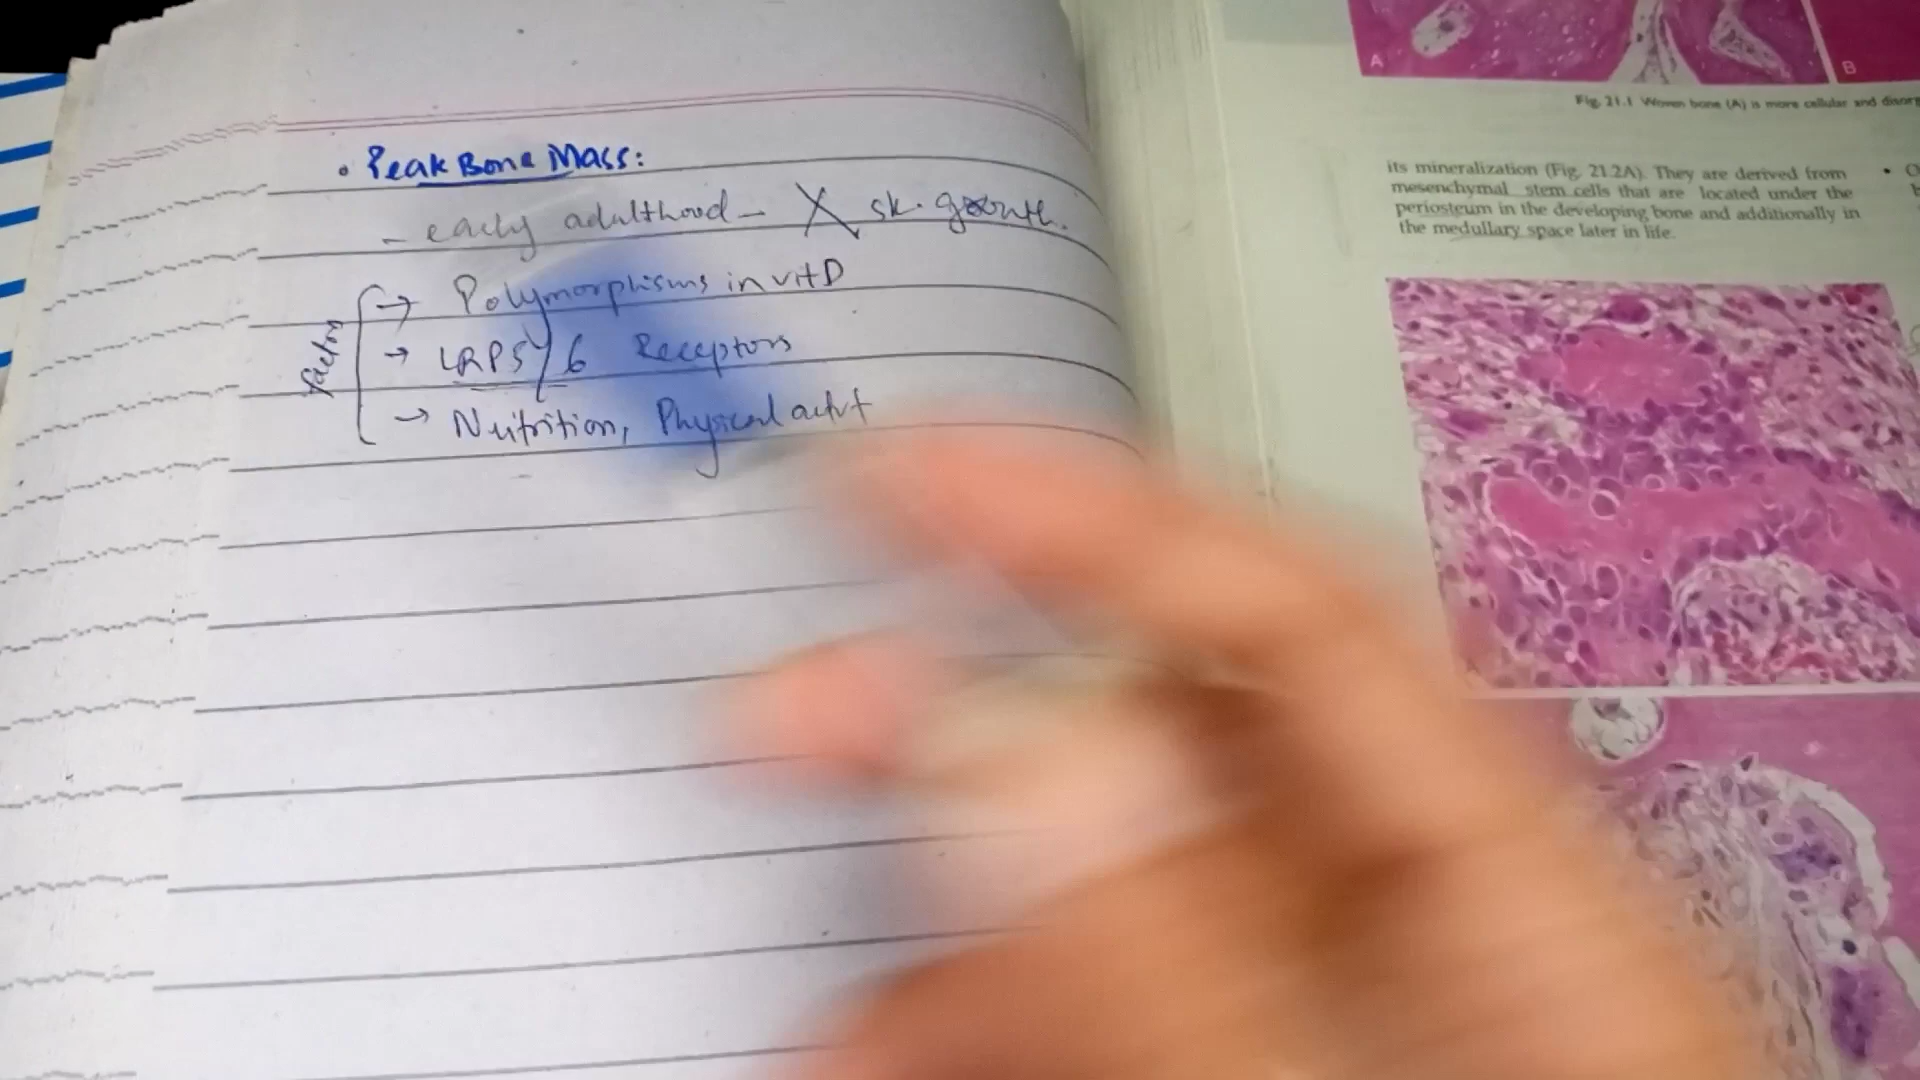 • Peak Bone Mass:
- early adulthood - X sk. growth.
factors
→ Polymorphisms in vit D
→ LRP5/6 Receptors
→ Nutrition, Physical activt
A
B
Fig. 21.1 Woven bone (A) is more cellular and disorg
its mineralization (Fig. 21.2A). They are derived from
mesenchymal stem cells that are located under the
periosteum in the developing bone and additionally in
the medullary space later in life.
•